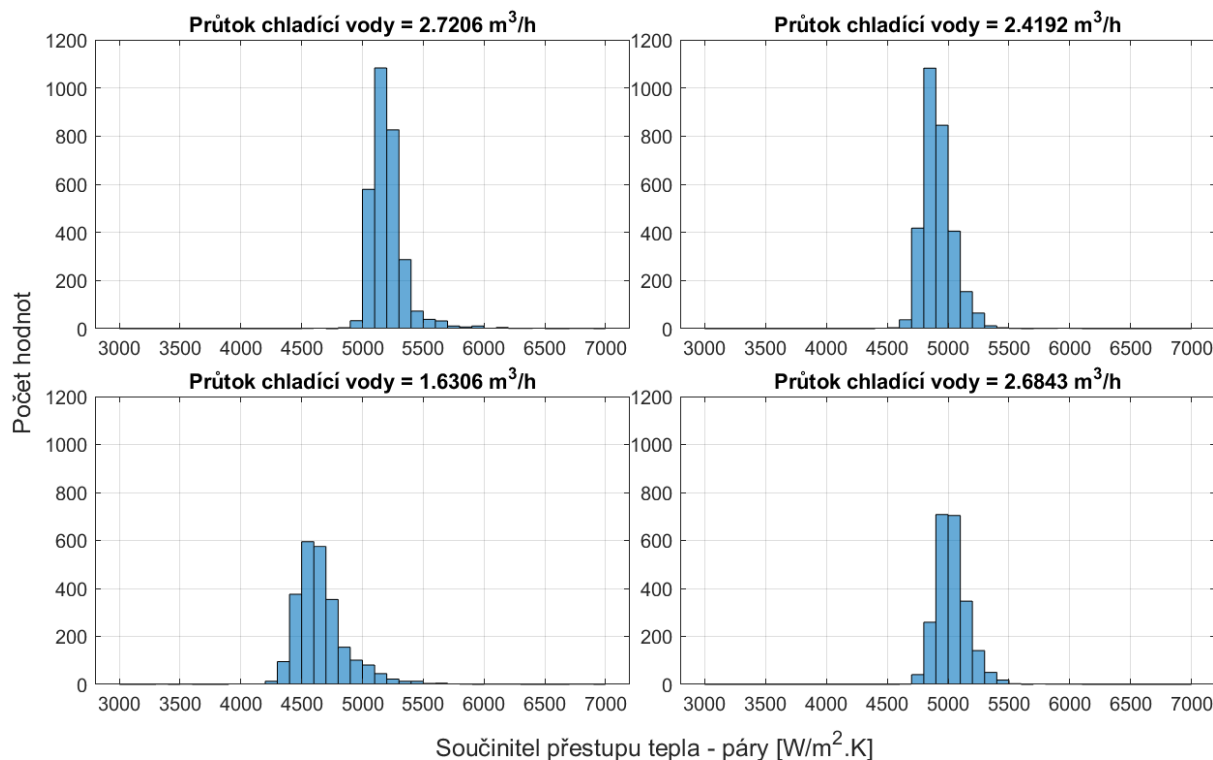 Průtok chladící vody = 2.7206 m³/h
1200
1000
800
600
400
200
0
3000 3500 4000 4500 5000 5500 6000 6500 7000
Průtok chladící vody = 2.4192 m³/h
1200
1000
800
600
400
200
0
3000 3500 4000 4500 5000 5500 6000 6500 7000
Počet hodnot
Průtok chladící vody = 1.6306 m³/h
1200
1000
800
600
400
200
0
3000 3500 4000 4500 5000 5500 6000 6500 7000
Průtok chladící vody = 2.6843 m³/h
1200
1000
800
600
400
200
0
3000 3500 4000 4500 5000 5500 6000 6500 7000
Součinitel přestupu tepla - páry [W/m².K]